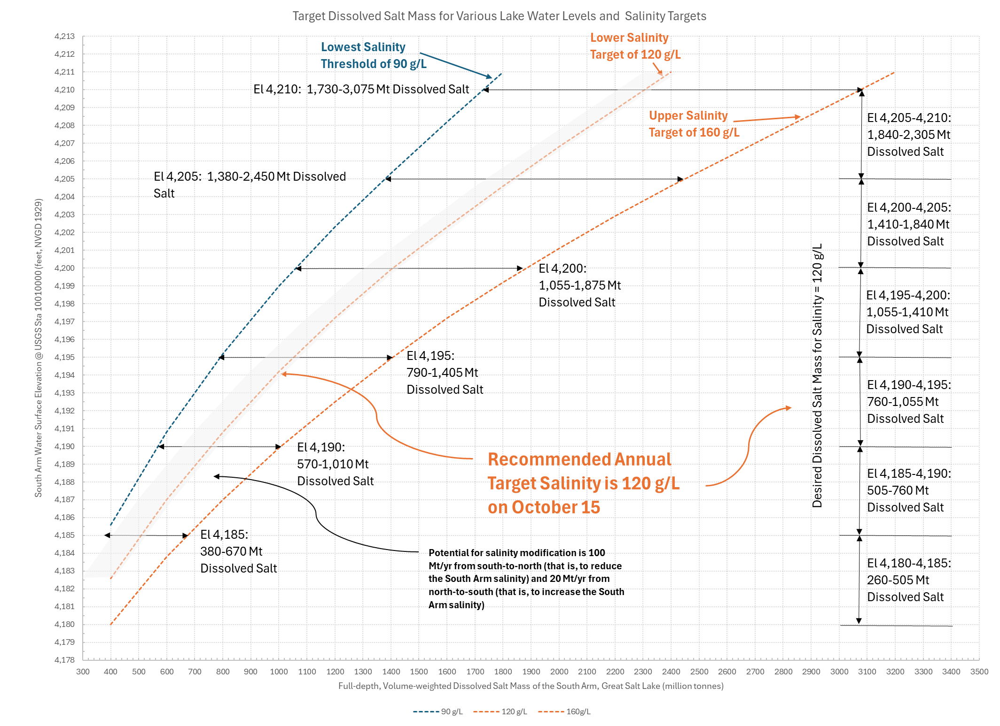 Target Dissolved Salt Mass for Various Lake Water Levels and  Salinity Targets
4,213
4,212
4,211
4,210
4,209
4,208
4,207
4,206
4,205
4,204
4,203
4,202
4,201
4,200
4,199
4,198
4,197
4,196
4,195
4,194
4,193
4,192
4,191
4,190
4,189
4,188
4,187
4,186
4,185
4,184
4,183
4,182
4,181
4,180
4,179
4,178
South Arm Water Surface Elevation @ USGS Sta 10010000 (feet, NVGD 1929)
Lowest Salinity
Threshold of 90 g/L
Lower Salinity
Target of 120 g/L
El 4,210:  1,730-3,075 Mt Dissolved Salt
Upper Salinity
Target of 160 g/L
El 4,205:  1,380-2,450 Mt Dissolved
Salt
El 4,200:
1,055-1,875 Mt
Dissolved Salt
El 4,195:
790-1,405 Mt
Dissolved Salt
El 4,190:
570-1,010 Mt
Dissolved Salt
El 4,185:
380-670 Mt
Dissolved Salt
Recommended Annual
Target Salinity is 120 g/L
on October 15
Potential for salinity modification is 100
Mt/yr from south-to-north (that is, to reduce
the South Arm salinity) and 20 Mt/yr from
north-to-south (that is, to increase the South
Arm salinity)
Desired Dissolved Salt Mass for Salinity = 120 g/L
El 4,205-4,210:
1,840-2,305 Mt
Dissolved Salt
El 4,200-4,205:
1,410-1,840 Mt
Dissolved Salt
El 4,195-4,200:
1,055-1,410 Mt
Dissolved Salt
El 4,190-4,195:
760-1,055 Mt
Dissolved Salt
El 4,185-4,190:
505-760 Mt
Dissolved Salt
El 4,180-4,185:
260-505 Mt
Dissolved Salt
300 400 500 600 700 800 900 1000 1100 1200 1300 1400 1500 1600 1700 1800 1900 2000 2100 2200 2300 2400 2500 2600 2700 2800 2900 3000 3100 3200 3300 3400 3500
Full-depth, Volume-weighted Dissolved Salt Mass of the South Arm, Great Salt Lake (million tonnes)
90 g/L 120 g/L 160g/L